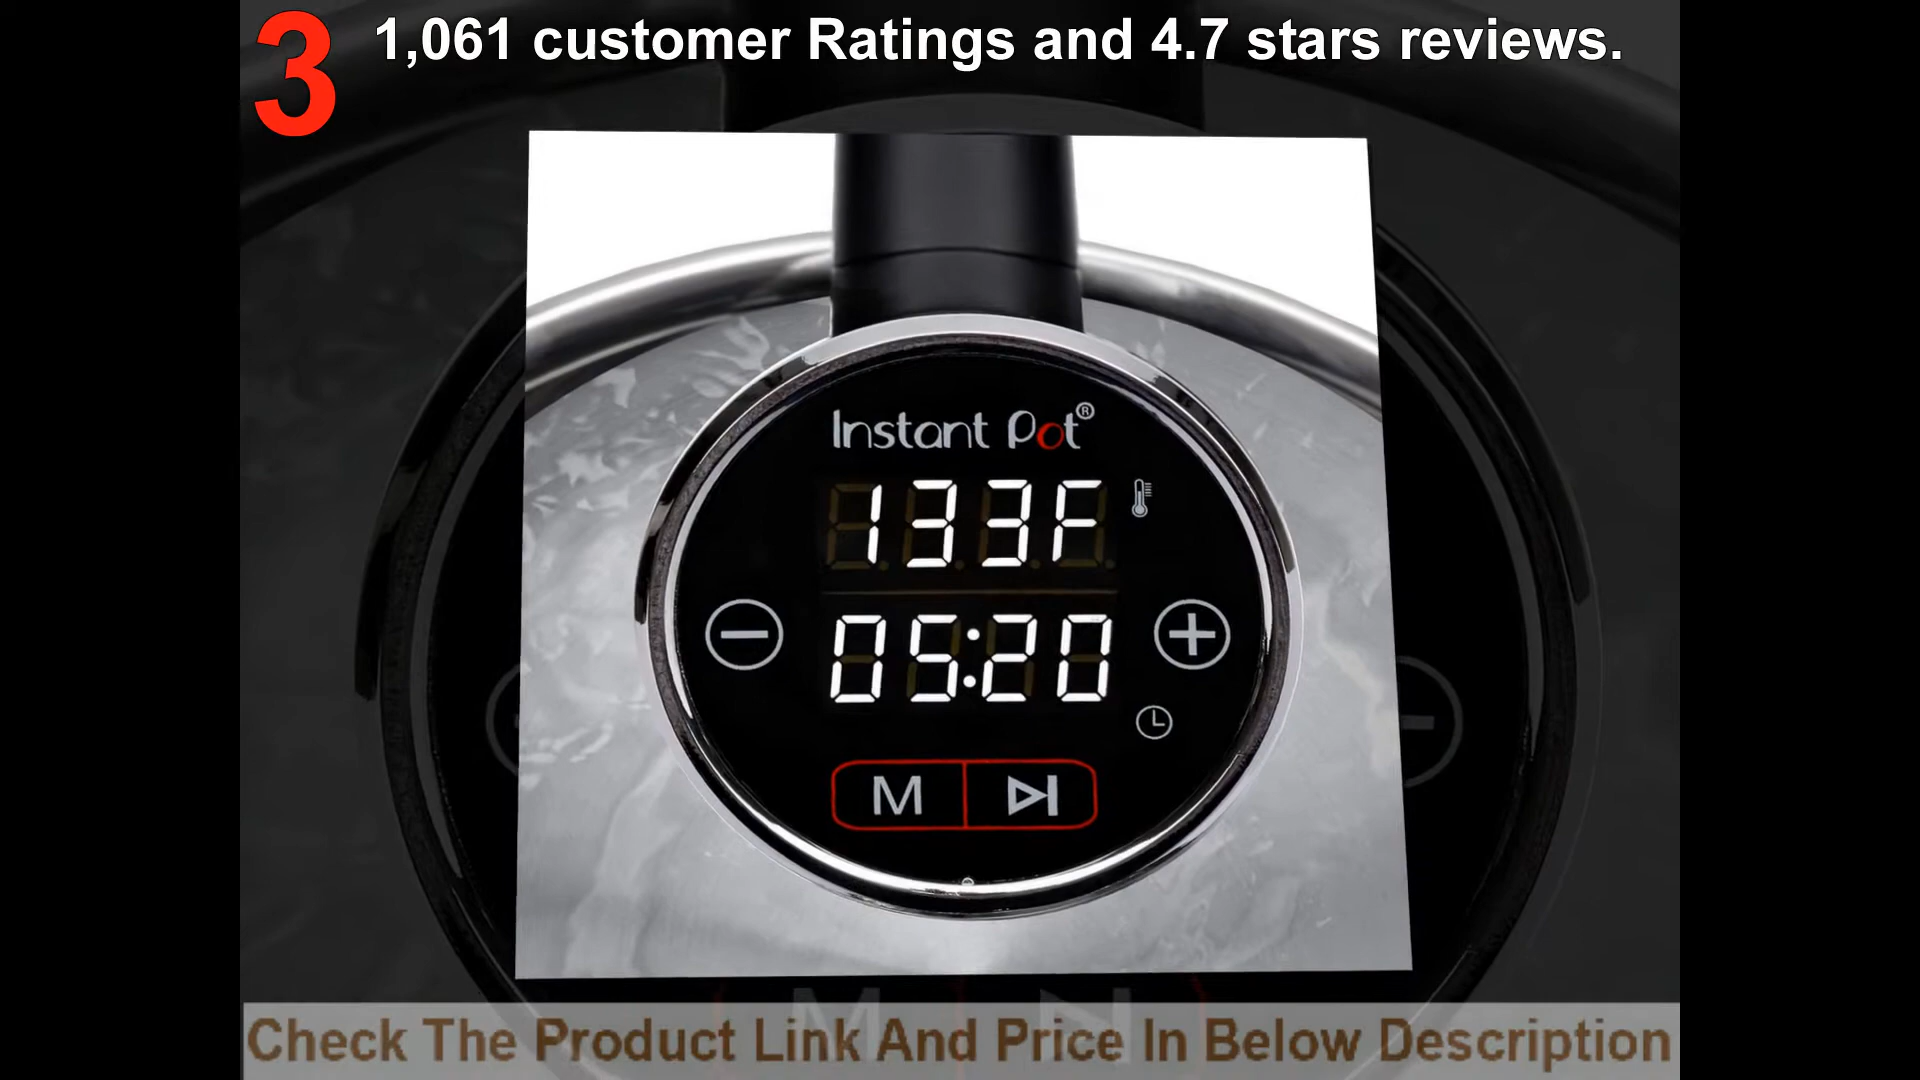 3
1,061 customer Ratings and 4.7 stars reviews.
Instant Pot®
133F
05:20
M
Check The Product Link And Price In Below Description